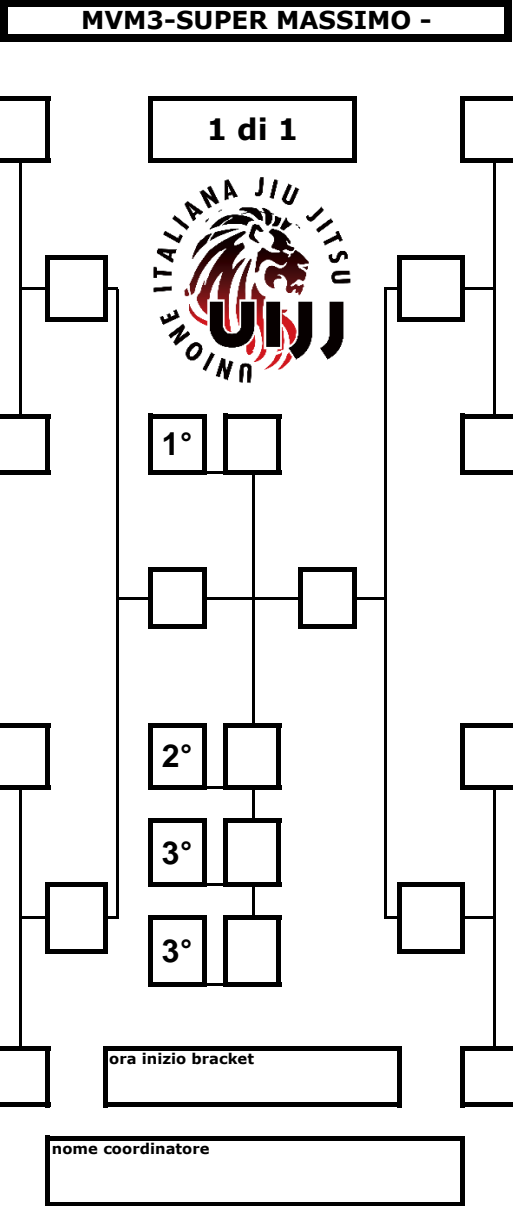 MVM3-SUPER MASSIMO -
1 di 1
UNIONE ITALIANA JIU JITSU
UIJJ
1°
2°
3°
3°
ora inizio bracket
nome coordinatore